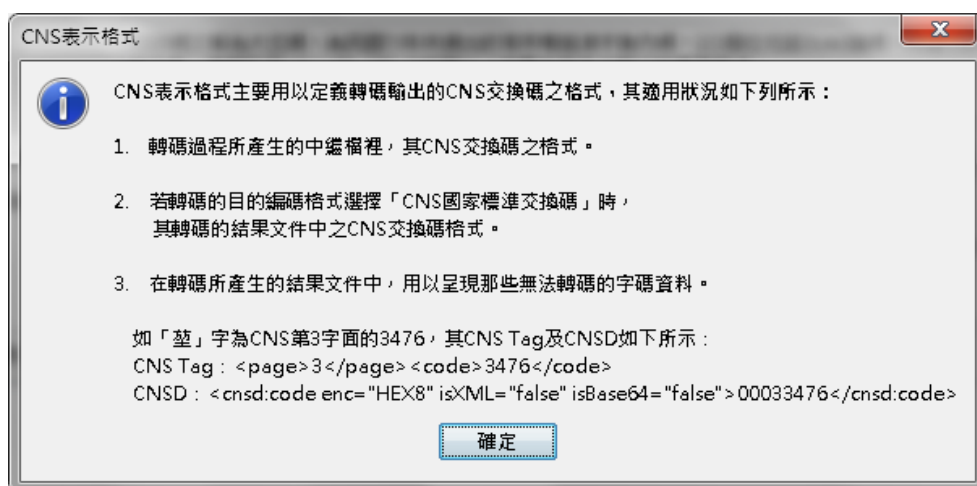 CNS表示格式
CNS表示格式主要用以定義轉碼輸出的CNS交換碼之格式，其適用狀況如下列所示：
1. 轉碼過程所產生的中繼檔裡，其CNS交換碼之格式。
2. 若轉碼的目的編碼格式選擇「CNS國家標準交換碼」時，
其轉碼的結果文件中之CNS交換碼格式。
3. 在轉碼所產生的結果文件中，用以呈現那些無法轉碼的字碼資料。
如「堃」字為CNS第3字面的3476，其CNS Tag及CNSD如下所示：
CNS Tag：<page>3</page><code>3476</code>
CNSD：<cnsd:code enc="HEX8" isXML="false" isBase64="false">00033476</cnsd:code>
確定